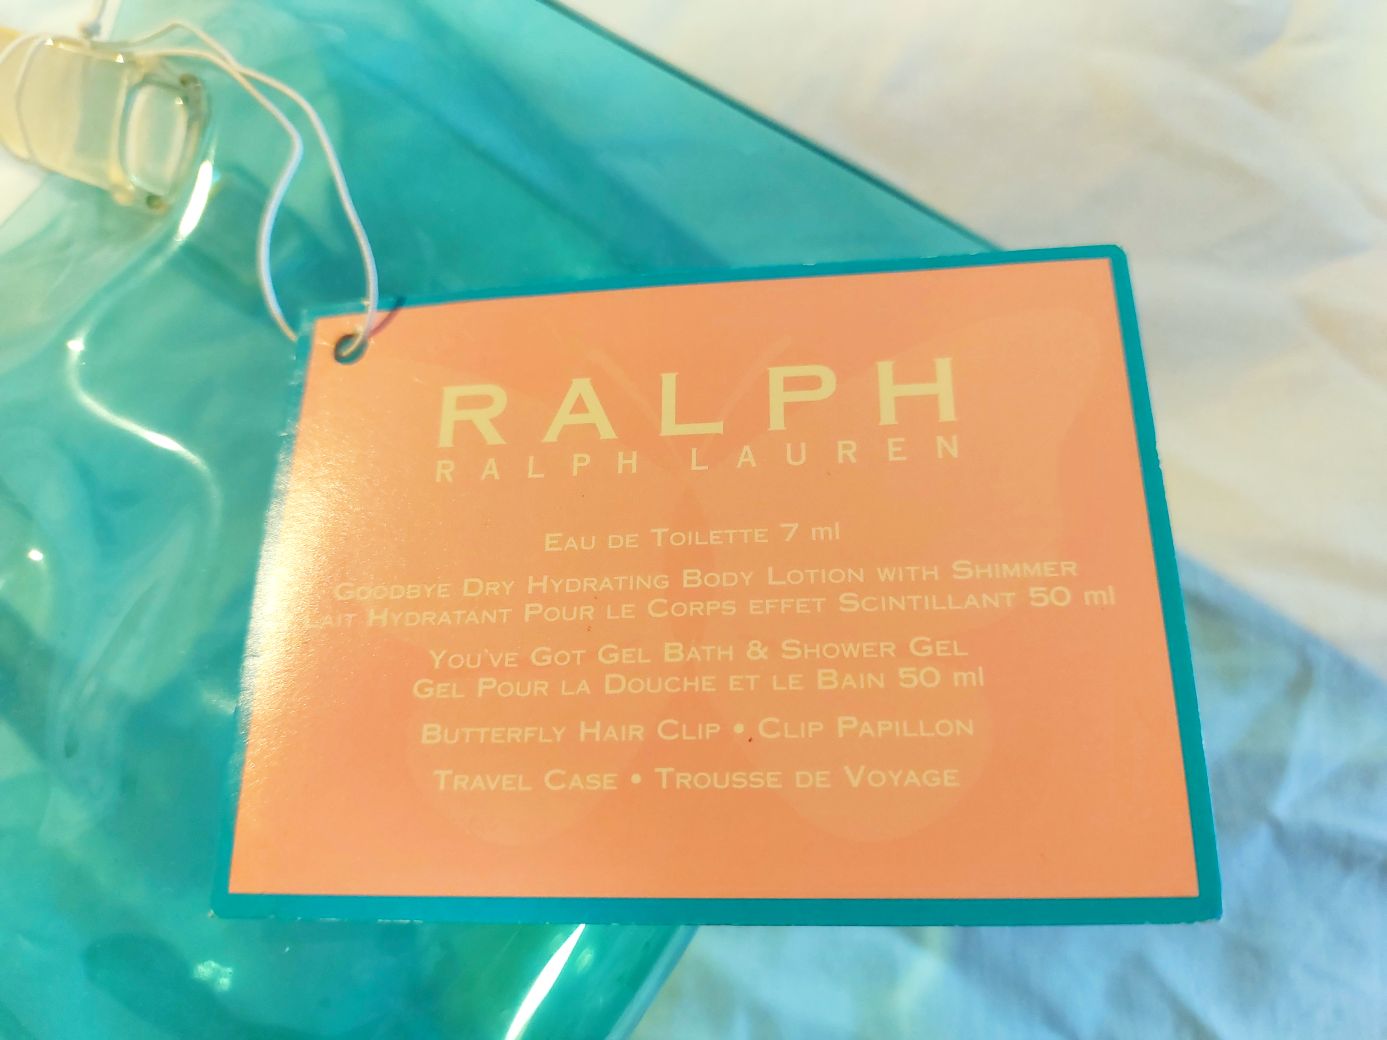 RALPH
RALPH LAUREN
EAU DE TOILETTE 7 ml
GOODBYE DRY HYDRATING BODY LOTION WITH SHIMMER
LAIT HYDRATANT POUR LE CORPS EFFET SCINTILLANT 50 ml
YOU'VE GOT GEL BATH & SHOWER GEL
GEL POUR LA DOUCHE ET LE BAIN 50 ml
BUTTERFLY HAIR CLIP • CLIP PAPILLON
TRAVEL CASE • TROUSSE DE VOYAGE